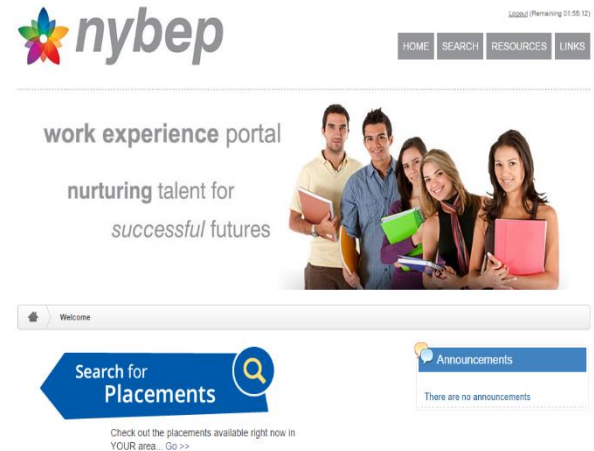 nybep
Logout (Remaining 01:55:12)
HOME SEARCH RESOURCES LINKS
work experience portal
nurturing talent for
successful futures
Welcome
Search for
Placements
Check out the placements available right now in
YOUR area... Go >>
Announcements
There are no announcements